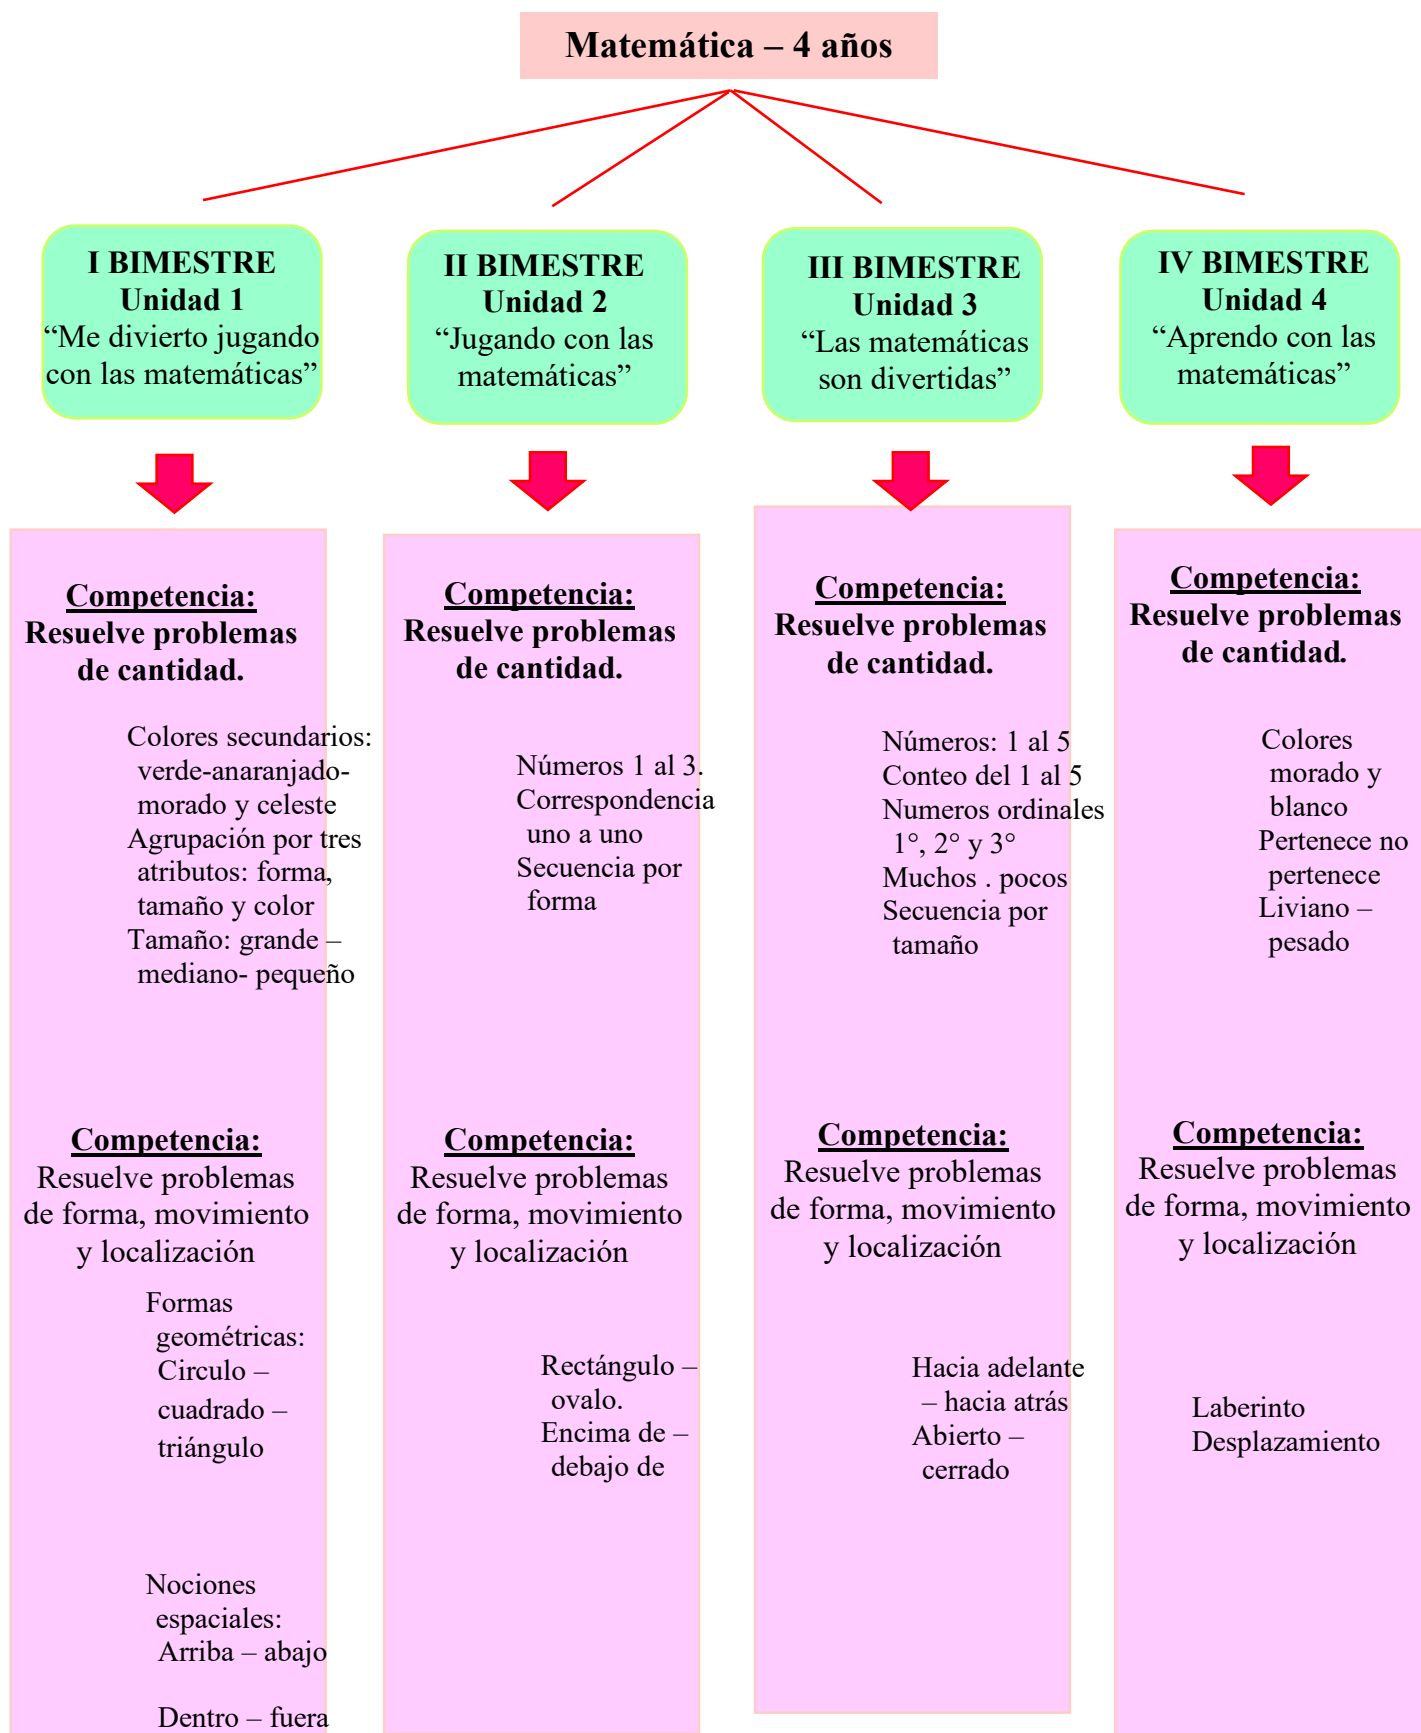 Matemática – 4 años
I BIMESTRE
Unidad 1
“Me divierto jugando
con las matemáticas”
II BIMESTRE
Unidad 2
“Jugando con las
matemáticas”
III BIMESTRE
Unidad 3
“Las matemáticas
son divertidas”
IV BIMESTRE
Unidad 4
“Aprendo con las
matemáticas”
Competencia:
Resuelve problemas
de cantidad.
Colores secundarios:
verde-anaranjado-
morado y celeste
Agrupación por tres
atributos: forma,
tamaño y color
Tamaño: grande –
mediano- pequeño
Competencia:
Resuelve problemas
de forma, movimiento
y localización
Formas
geométricas:
Circulo –
cuadrado –
triángulo
Nociones
espaciales:
Arriba – abajo
Dentro – fuera
Competencia:
Resuelve problemas
de cantidad.
Números 1 al 3.
Correspondencia
uno a uno
Secuencia por
forma
Competencia:
Resuelve problemas
de forma, movimiento
y localización
Rectángulo –
ovalo.
Encima de –
debajo de
Competencia:
Resuelve problemas
de cantidad.
Números: 1 al 5
Conteo del 1 al 5
Numeros ordinales
1°, 2° y 3°
Muchos . pocos
Secuencia por
tamaño
Competencia:
Resuelve problemas
de forma, movimiento
y localización
Hacia adelante
– hacia atrás
Abierto –
cerrado
Competencia:
Resuelve problemas
de cantidad.
Colores
morado y
blanco
Pertenece no
pertenece
Liviano –
pesado
Competencia:
Resuelve problemas
de forma, movimiento
y localización
Laberinto
Desplazamiento